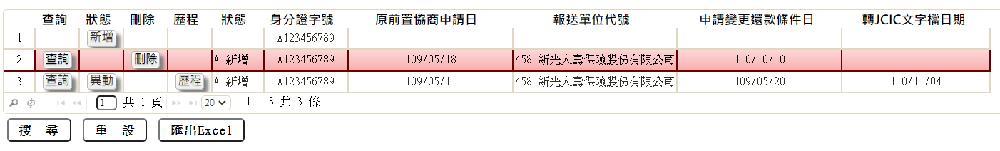 查詢 狀態 刪除 歷程 狀態 身分證字號 原前置協商申請日 報送單位代號 申請變更還款條件日 轉JCIC文字檔日期
1 新增 A123456789
2 查詢 刪除 A 新增 A123456789 109/05/18 458 新光人壽保險股份有限公司 110/10/10
3 查詢 異動 歷程 A 新增 A123456789 109/05/11 458 新光人壽保險股份有限公司 109/05/20 110/11/04
1 共 1 頁 20 1 - 3 共 3 條
搜 尋 重 設 匯出Excel